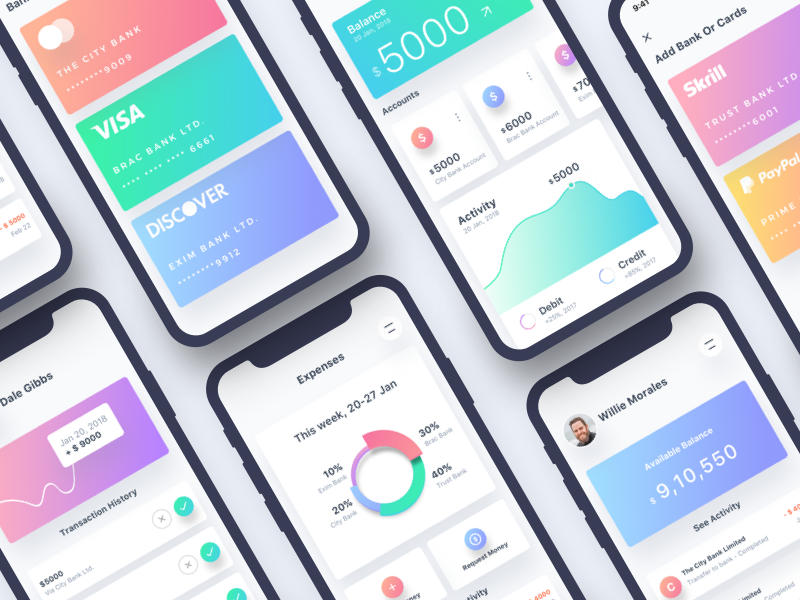 THE CITY BANK
•••••••• 9009
VISA
BRAC BANK LTD.
•••• •••• •••• 6661
DISCOVER
EXIM BANK LTD.
••••••••9912
- $ 5000
Feb 22
Balance
20 Jan, 2018
$5000
Accounts
$5000
City Bank Account
$6000
Brac Bank Account
Activity
20 Jan, 2018
$5000
Debit
+25%, 2017
Credit
+85%, 2017
9:41
Add Bank Or Cards
Skrill
TRUST BANK LTD
••••••••6001
PayPal
PRIME
Dale Gibbs
Jan 20, 2018
+ $ 9000
Transaction History
$5000
Via City Bank Ltd.
Expenses
This week, 20-27 Jan
30%
Brac Bank
10%
Exim Bank
40%
Trust Bank
20%
City Bank
Request Money
Willie Morales
Available Balance
$ 9,10,550
See Activity
C
The City Bank Limited
Transfer to bank - Completed